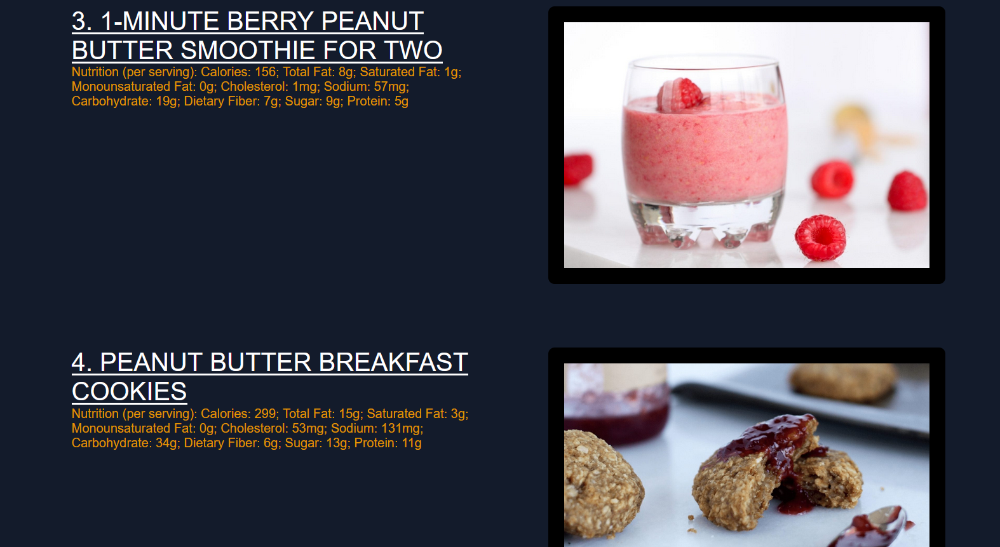 3. 1-MINUTE BERRY PEANUT
BUTTER SMOOTHIE FOR TWO
Nutrition (per serving): Calories: 156; Total Fat: 8g; Saturated Fat: 1g;
Monounsaturated Fat: 0g; Cholesterol: 1mg; Sodium: 57mg;
Carbohydrate: 19g; Dietary Fiber: 7g; Sugar: 9g; Protein: 5g
4. PEANUT BUTTER BREAKFAST
COOKIES
Nutrition (per serving): Calories: 299; Total Fat: 15g; Saturated Fat: 3g;
Monounsaturated Fat: 0g; Cholesterol: 53mg; Sodium: 131mg;
Carbohydrate: 34g; Dietary Fiber: 6g; Sugar: 13g; Protein: 11g